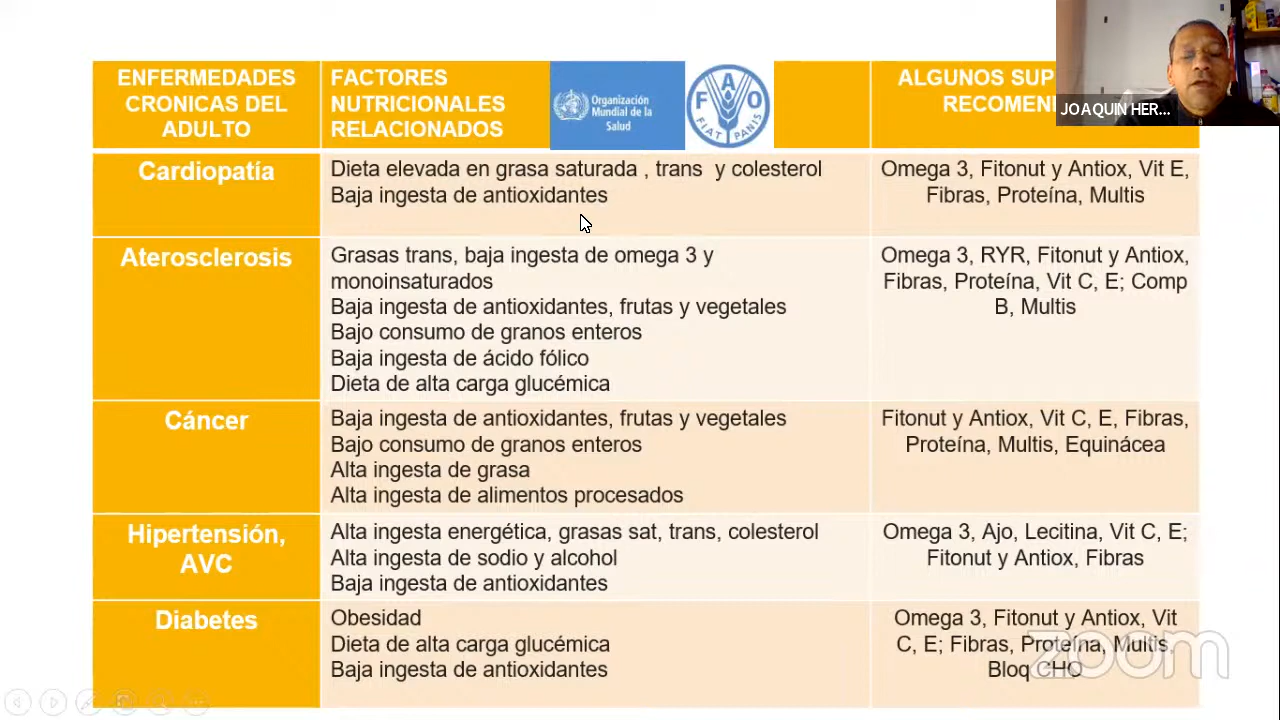 ENFERMEDADES
CRONICAS DEL
ADULTO
FACTORES
NUTRICIONALES
RELACIONADOS
Organización
Mundial de la
Salud
F A O
FIAT PANIS
ALGUNOS SUP
RECOMEN
JOAQUIN HER...
Cardiopatía
Dieta elevada en grasa saturada , trans y colesterol
Baja ingesta de antioxidantes
Omega 3, Fitonut y Antiox, Vit E,
Fibras, Proteína, Multis
Aterosclerosis
Grasas trans, baja ingesta de omega 3 y
monoinsaturados
Baja ingesta de antioxidantes, frutas y vegetales
Bajo consumo de granos enteros
Baja ingesta de ácido fólico
Dieta de alta carga glucémica
Omega 3, RYR, Fitonut y Antiox,
Fibras, Proteína, Vit C, E; Comp
B, Multis
Cáncer
Baja ingesta de antioxidantes, frutas y vegetales
Bajo consumo de granos enteros
Alta ingesta de grasa
Alta ingesta de alimentos procesados
Fitonut y Antiox, Vit C, E, Fibras,
Proteína, Multis, Equinácea
Hipertensión,
AVC
Alta ingesta energética, grasas sat, trans, colesterol
Alta ingesta de sodio y alcohol
Baja ingesta de antioxidantes
Omega 3, Ajo, Lecitina, Vit C, E;
Fitonut y Antiox, Fibras
Diabetes
Obesidad
Dieta de alta carga glucémica
Baja ingesta de antioxidantes
Omega 3, Fitonut y Antiox, Vit
C, E; Fibras, Proteína, Multis,
Bloq CHO
zoom